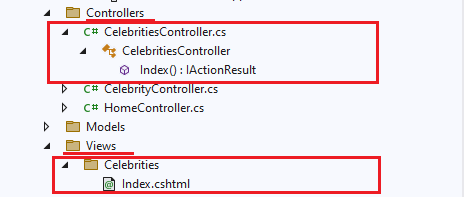 Controllers
C# CelebritiesController.cs
CelebritiesController
Index() : IActionResult
C# CelebrityController.cs
C# HomeController.cs
Models
Views
Celebrities
@ Index.cshtml